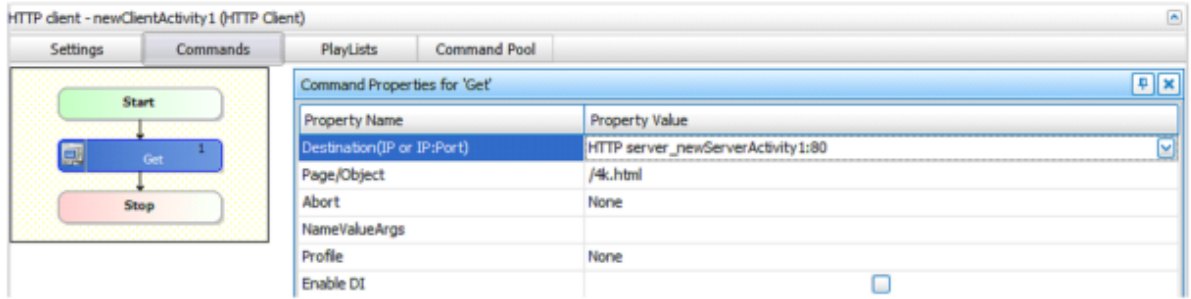 HTTP client - newClientActivity1 (HTTP Client)
Settings Commands PlayLists Command Pool
Start
Get 1
Stop
Command Properties for 'Get'
Property Name Property Value
Destination(IP or IP:Port) HTTP server_newServerActivity1:80
Page/Object /4k.html
Abort None
NameValueArgs
Profile None
Enable DI